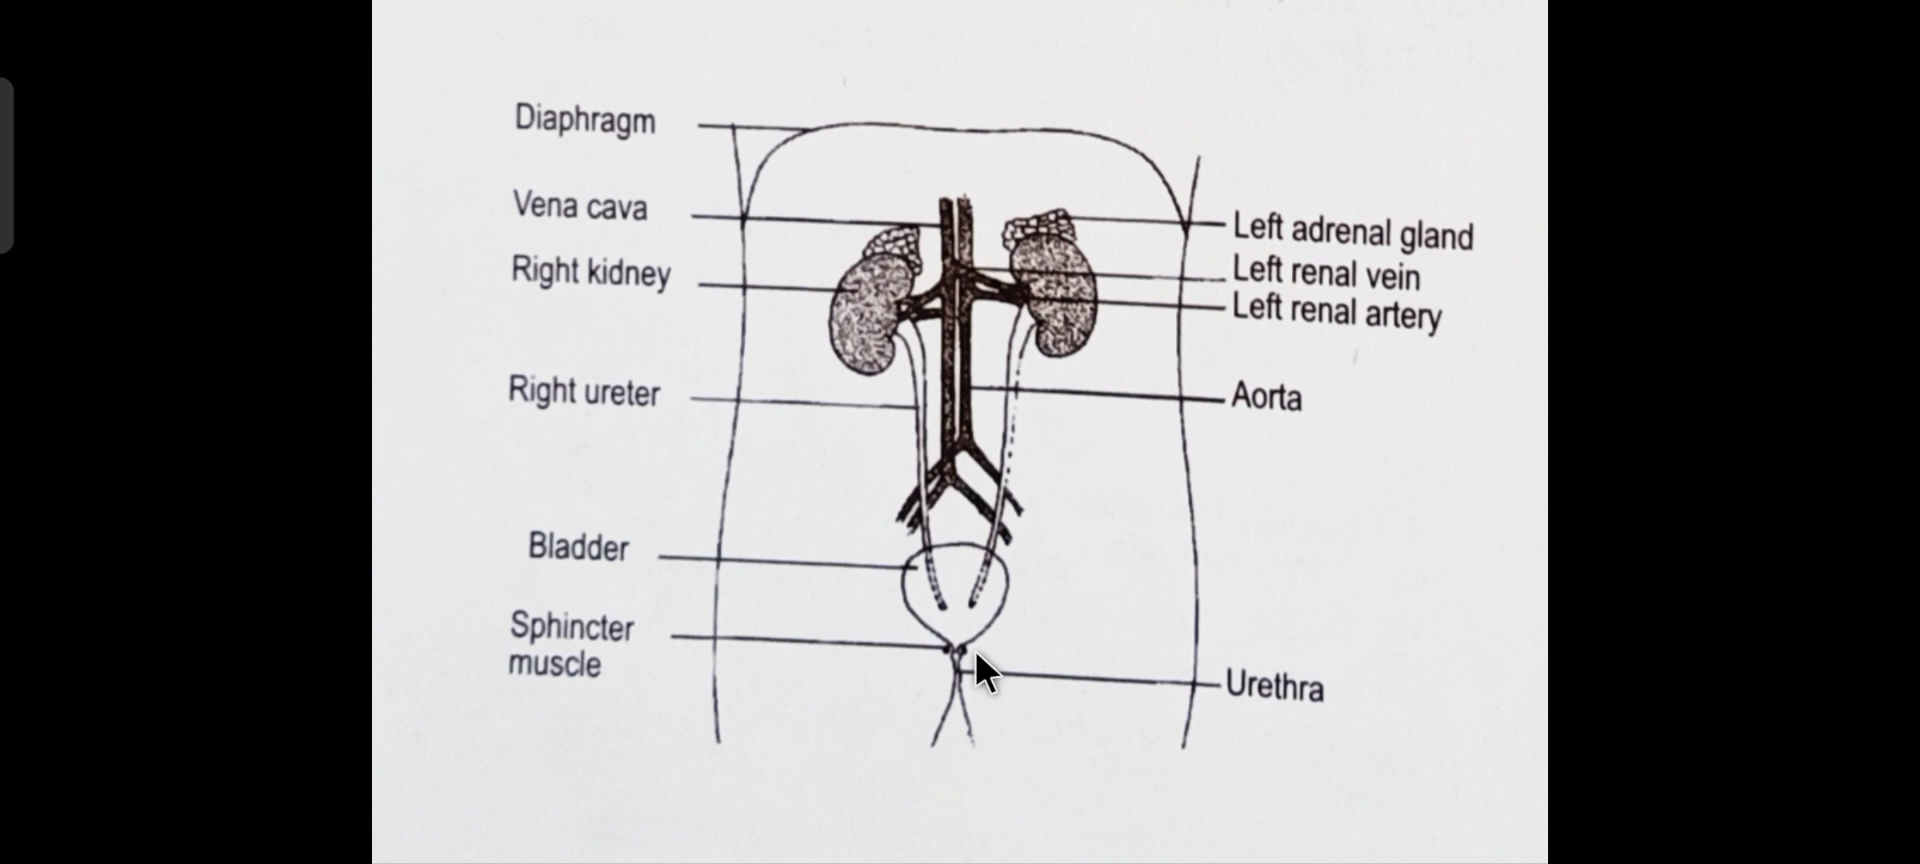 Diaphragm
Vena cava
Right kidney
Right ureter
Bladder
Sphincter
muscle
Left adrenal gland
Left renal vein
Left renal artery
Aorta
Urethra